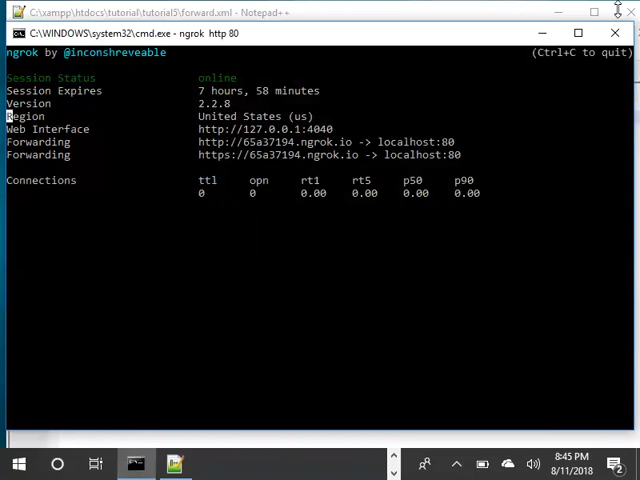 C:\xampp\htdocs\tutorial\tutorial5\forward.xml - Notepad++
C:\WINDOWS\system32\cmd.exe - ngrok  http 80
ngrok by @inconshreveable (Ctrl+C to quit)
Session Status online
Session Expires 7 hours, 58 minutes
Version 2.2.8
Region United States (us)
Web Interface http://127.0.0.1:4040
Forwarding http://65a37194.ngrok.io -> localhost:80
Forwarding https://65a37194.ngrok.io -> localhost:80
Connections ttl opn rt1 rt5 p50 p90
0 0 0.00 0.00 0.00 0.00
8:45 PM
8/11/2018
2